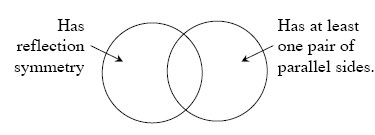 Has
reflection
symmetry
Has at least
one pair of
parallel sides.